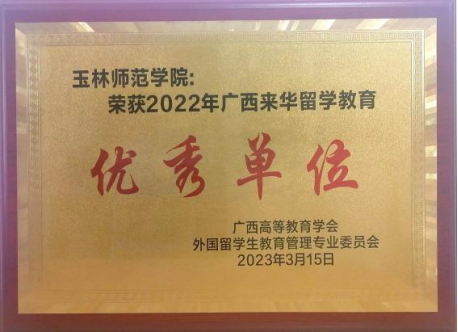 玉林师范学院:
荣获2022年广西来华留学教育
优秀单位
广西高等教育学会
外国留学生教育管理专业委员会
2023年3月15日